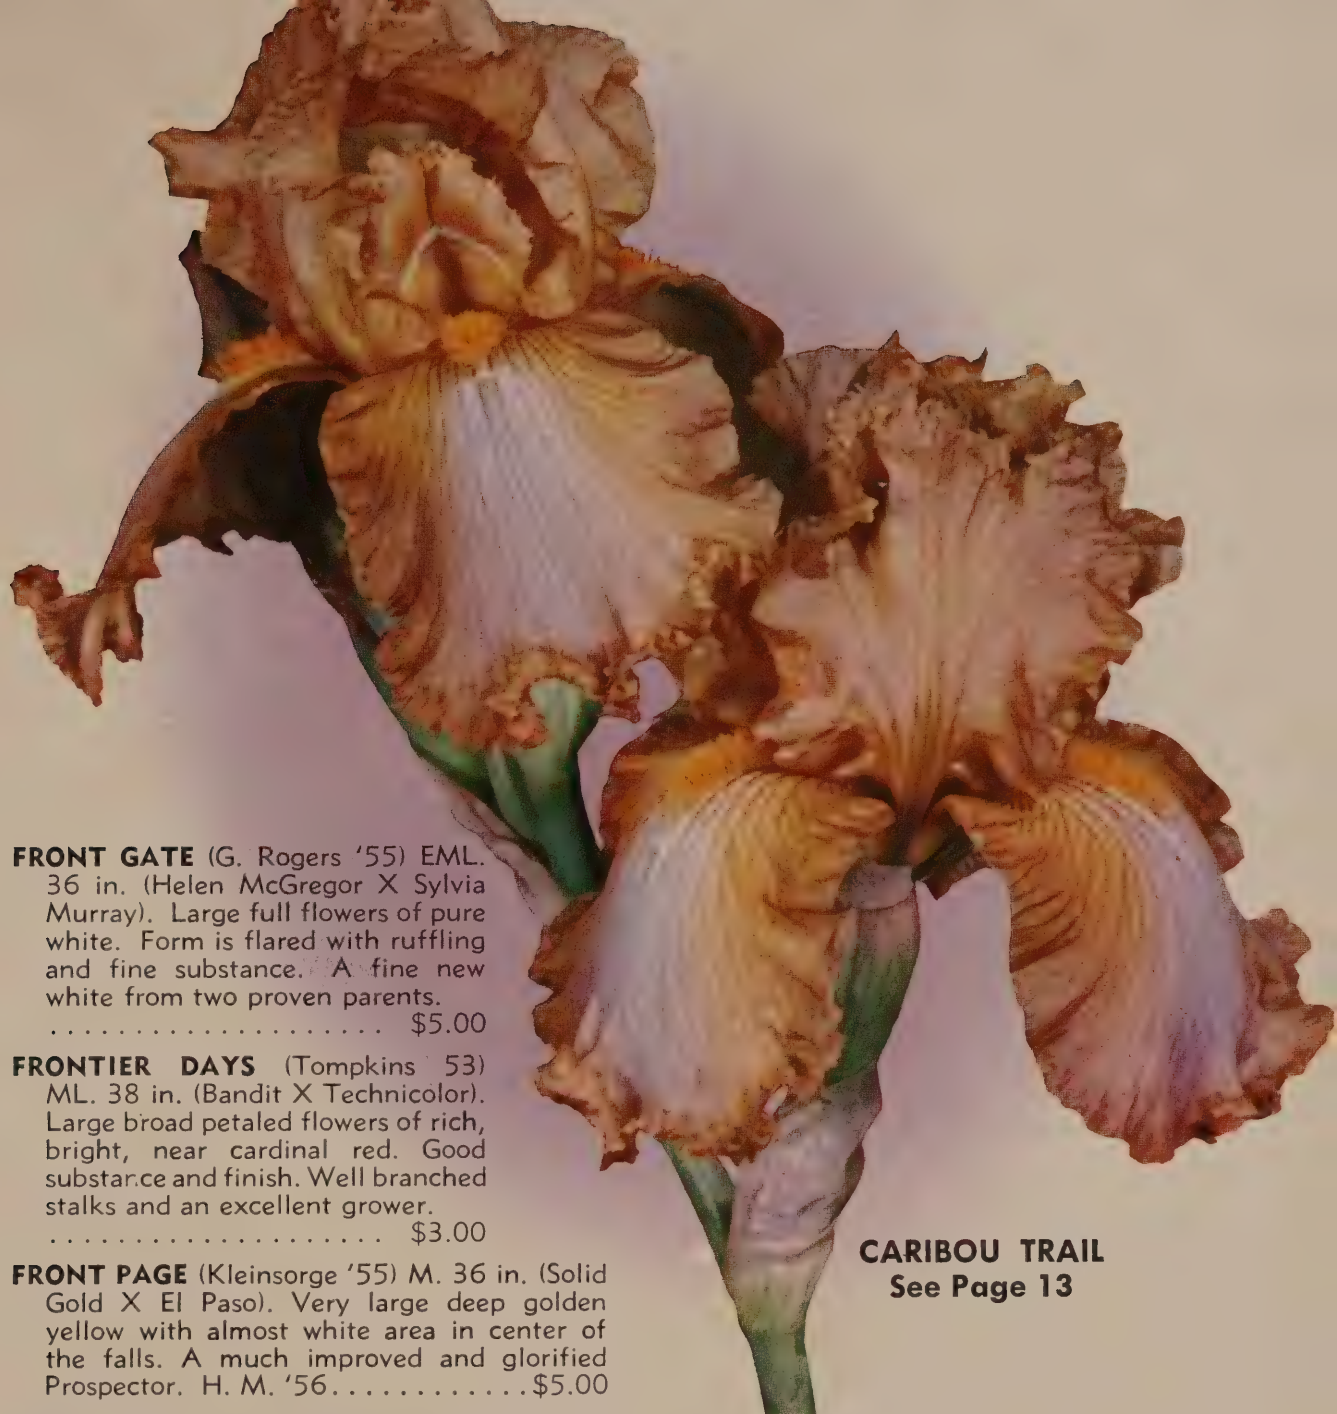 FRONT GATE (G. Rogers '55) EML.
36 in. (Helen McGregor X Sylvia
Murray). Large full flowers of pure
white. Form is flared with ruffling
and fine substance. A fine new
white from two proven parents.
. . . . . . . . . . . . . . . . . . . . $5.00
FRONTIER DAYS (Tompkins 53)
ML. 38 in. (Bandit X Technicolor).
Large broad petaled flowers of rich,
bright, near cardinal red. Good
substance and finish. Well branched
stalks and an excellent grower.
. . . . . . . . . . . . . . . . . . . . $3.00
FRONT PAGE (Kleinsorge '55) M. 36 in. (Solid
Gold X El Paso). Very large deep golden
yellow with almost white area in center of
the falls. A much improved and glorified
Prospector. H. M. '56. . . . . . . . . . . . $5.00
CARIBOU TRAIL
See Page 13